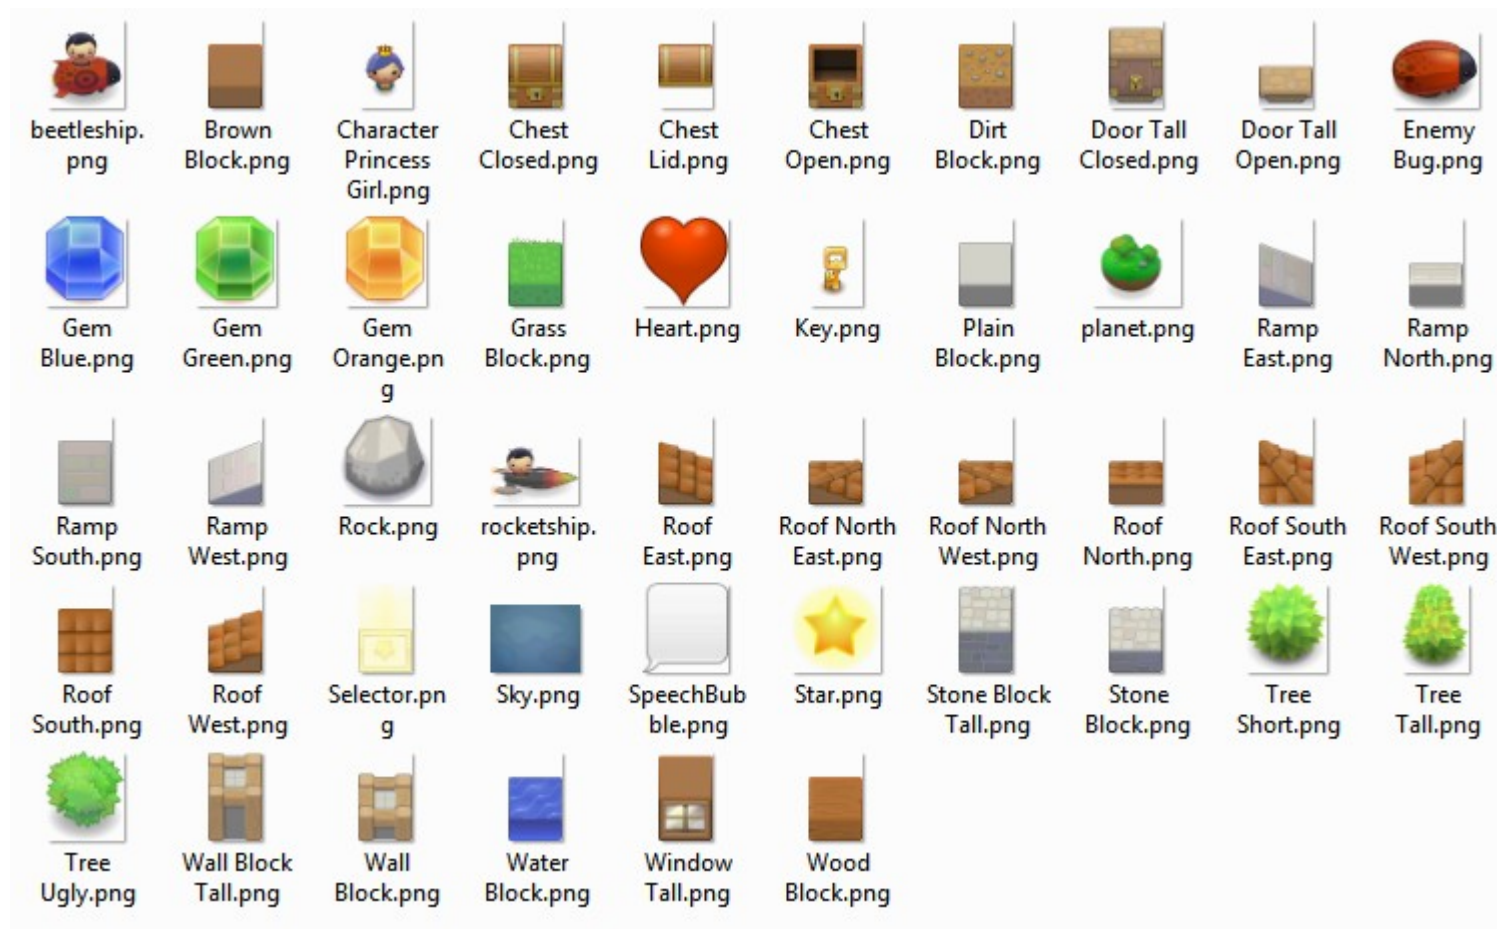 beetleship. Brown Character Chest Chest Chest Dirt Door Tall Door Tall Enemy
png Block.png Princess Closed.png Lid.png Open.png Block.png Closed.png Open.png Bug.png
Girl.png
Gem Gem Gem Grass Heart.png Key.png Plain planet.png Ramp Ramp
Blue.png Green.png Orange.pn Block.png Block.png East.png North.png
g
Ramp Ramp Rock.png rocketship. Roof Roof North Roof North Roof Roof South Roof South
South.png West.png png East.png East.png West.png North.png East.png West.png
Roof Roof Selector.pn Sky.png SpeechBub Star.png Stone Block Stone Tree Tree
South.png West.png g ble.png Tall.png Block.png Short.png Tall.png
Tree Wall Block Wall Water Window Wood
Ugly.png Tall.png Block.png Block.png Tall.png Block.png